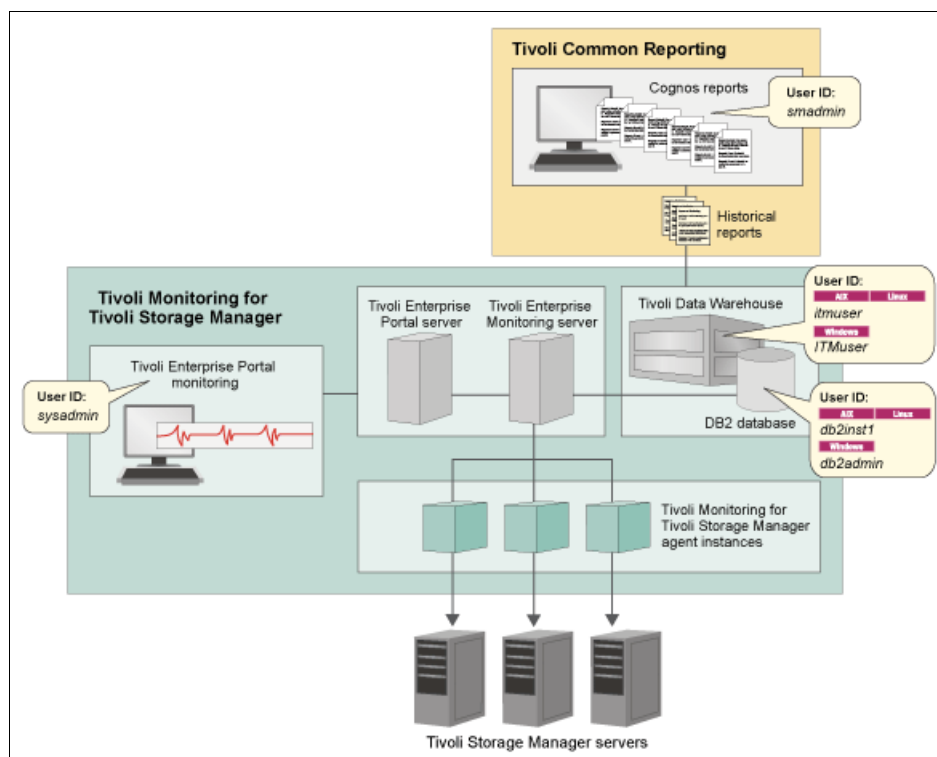 Tivoli Common Reporting
Cognos reports
User ID:
smadmin
Historical
reports
Tivoli Monitoring for
Tivoli Storage Manager
Tivoli Enterprise
Portal server
Tivoli Enterprise
Monitoring server
Tivoli Data Warehouse
User ID:
AIX Linux
itmuser
Windows
ITMuser
Tivoli Enterprise Portal
monitoring
User ID:
sysadmin
DB2 database
User ID:
AIX Linux
db2inst1
Windows
db2admin
Tivoli Monitoring for
Tivoli Storage Manager
agent instances
Tivoli Storage Manager servers